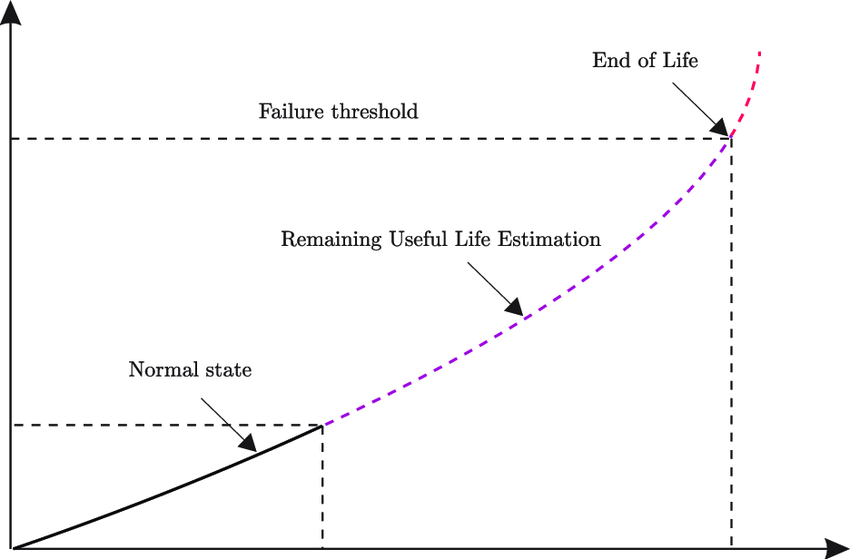 End of Life
Failure threshold
Remaining Useful Life Estimation
Normal state